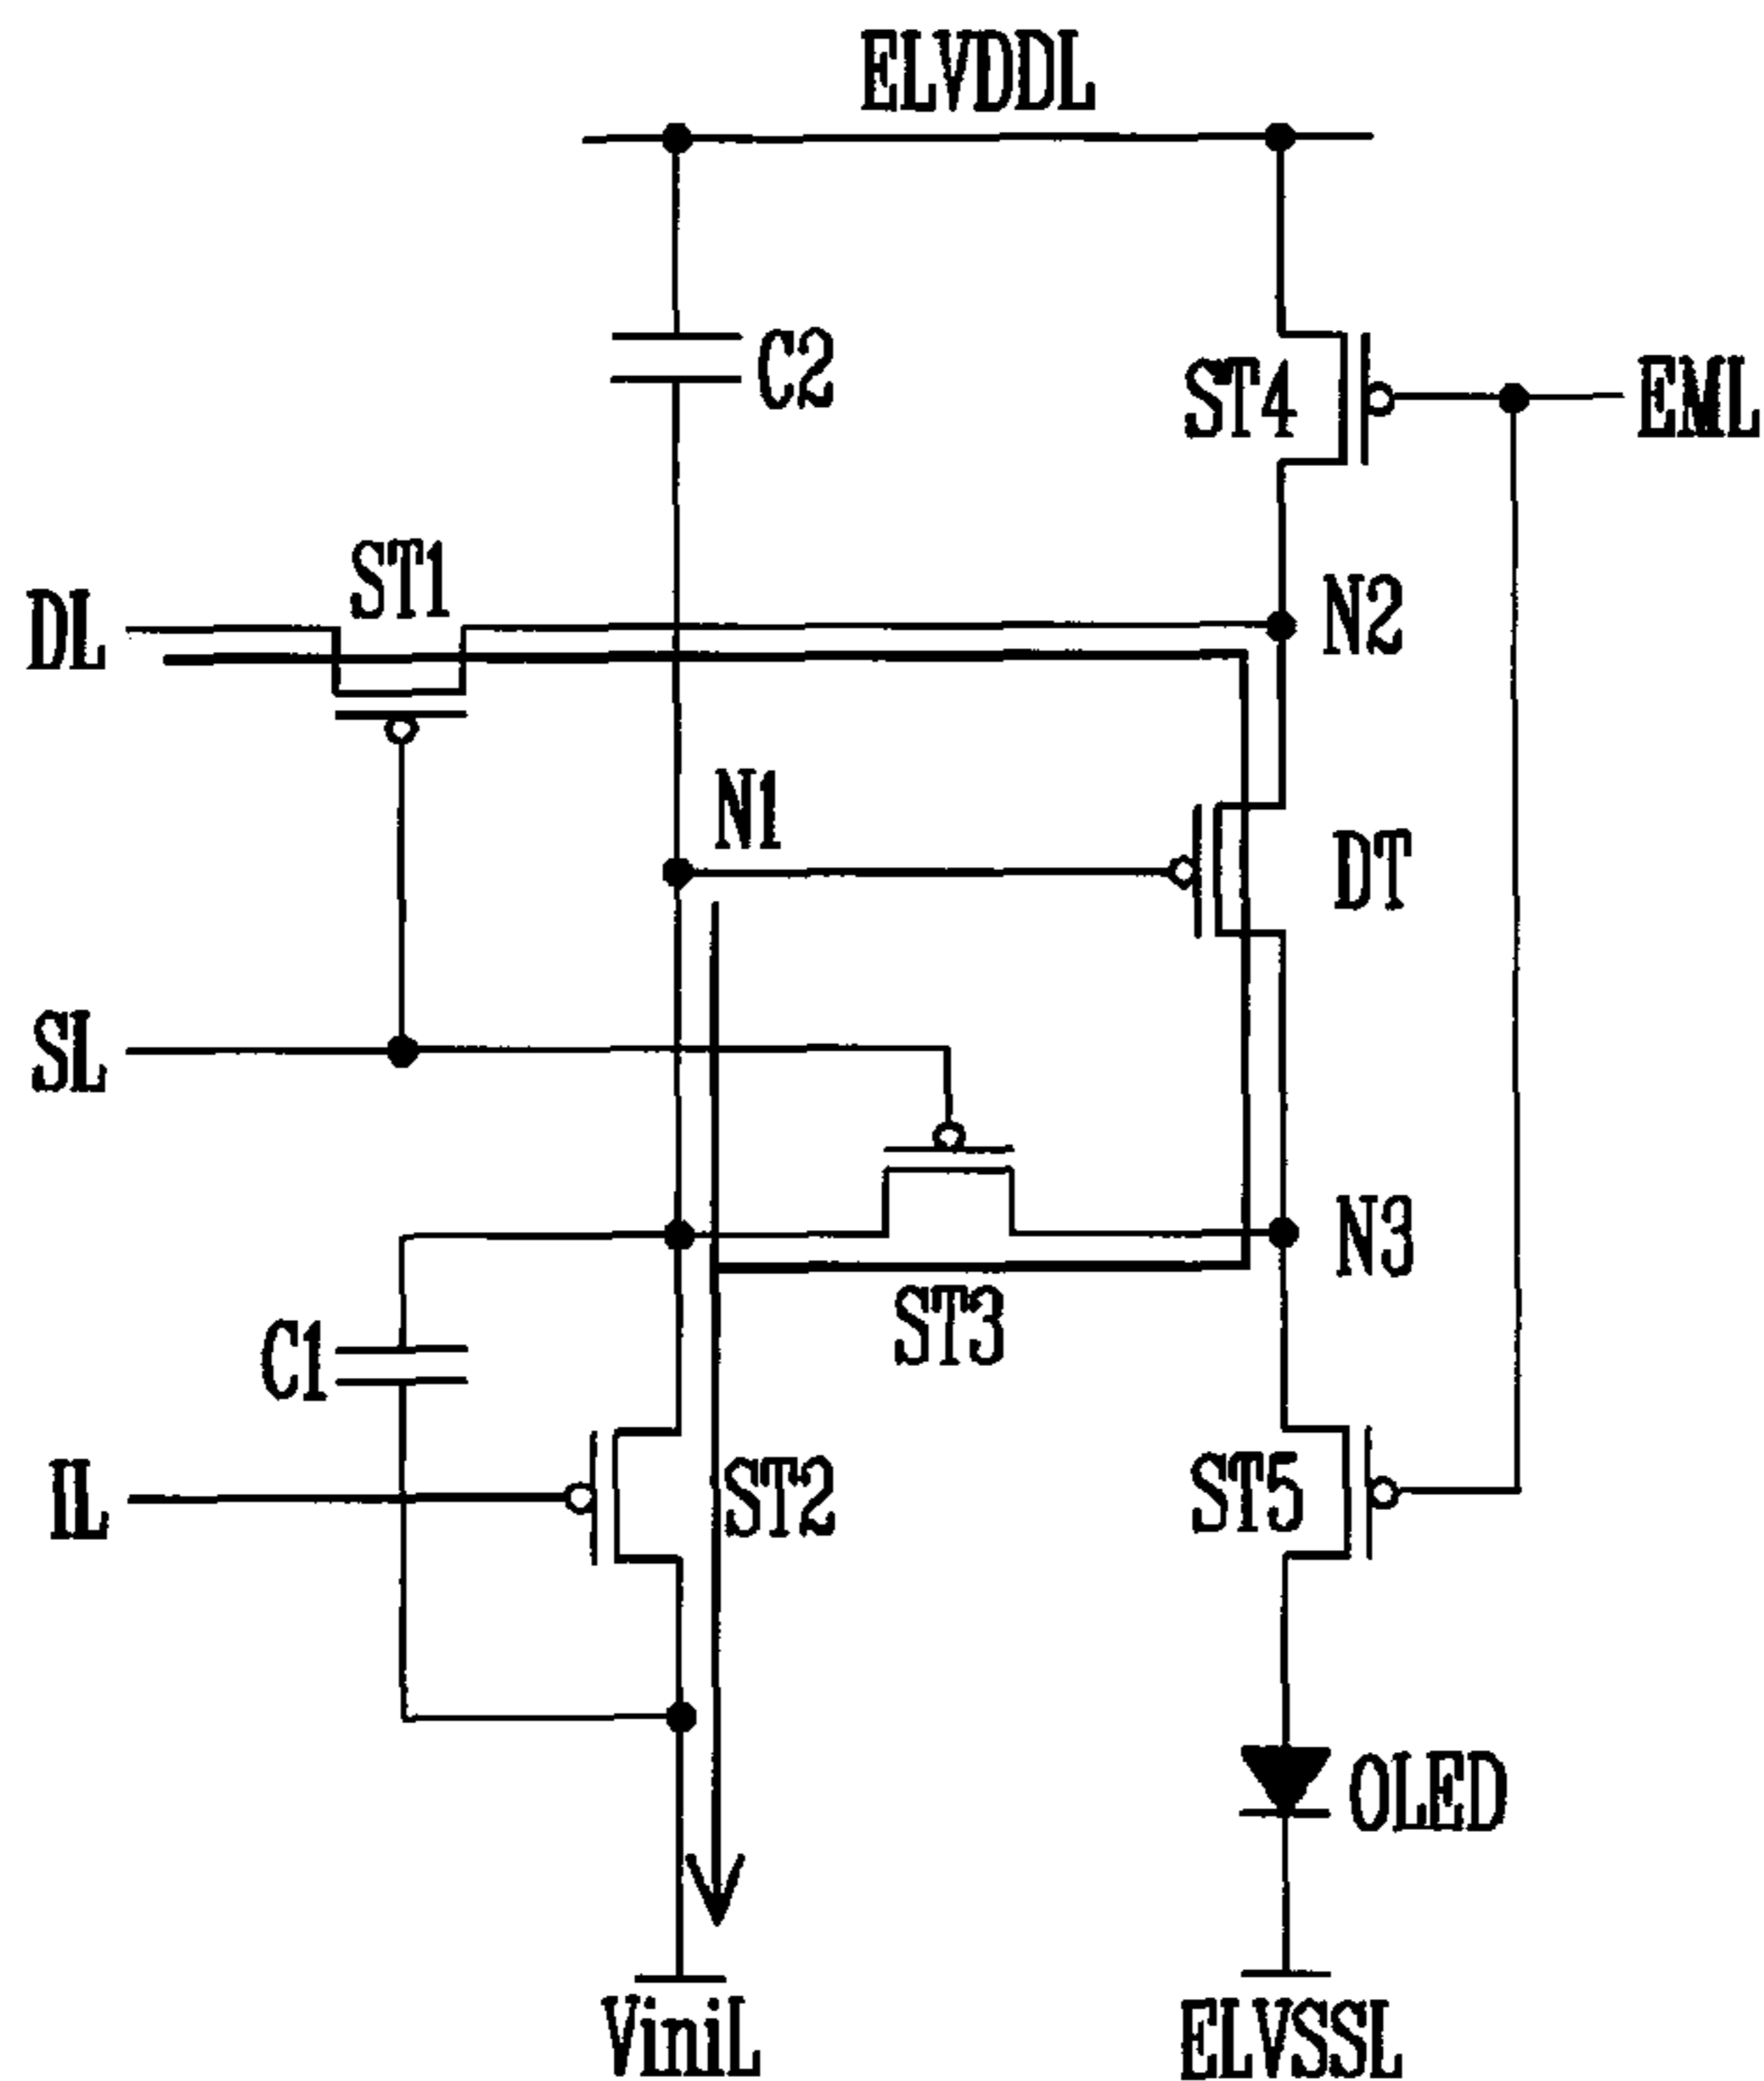 ELVDDL
C2
ST4
EML
ST1
DL
N2
N1
DT
SL
N3
ST3
C1
IL
ST2
ST5
OLED
ViniL
ELVSSL